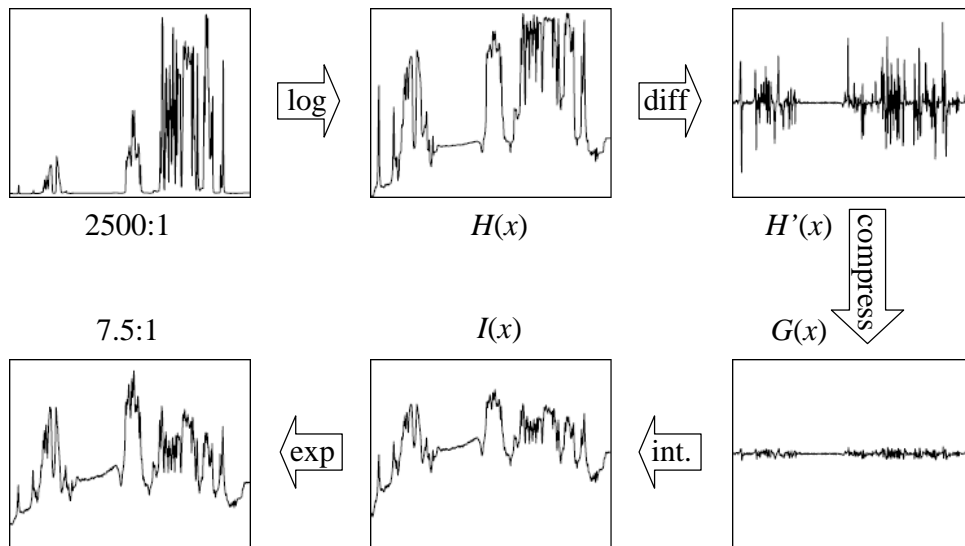 log
diff
2500:1
H(x)
H’(x)
compress
7.5:1
I(x)
G(x)
exp
int.